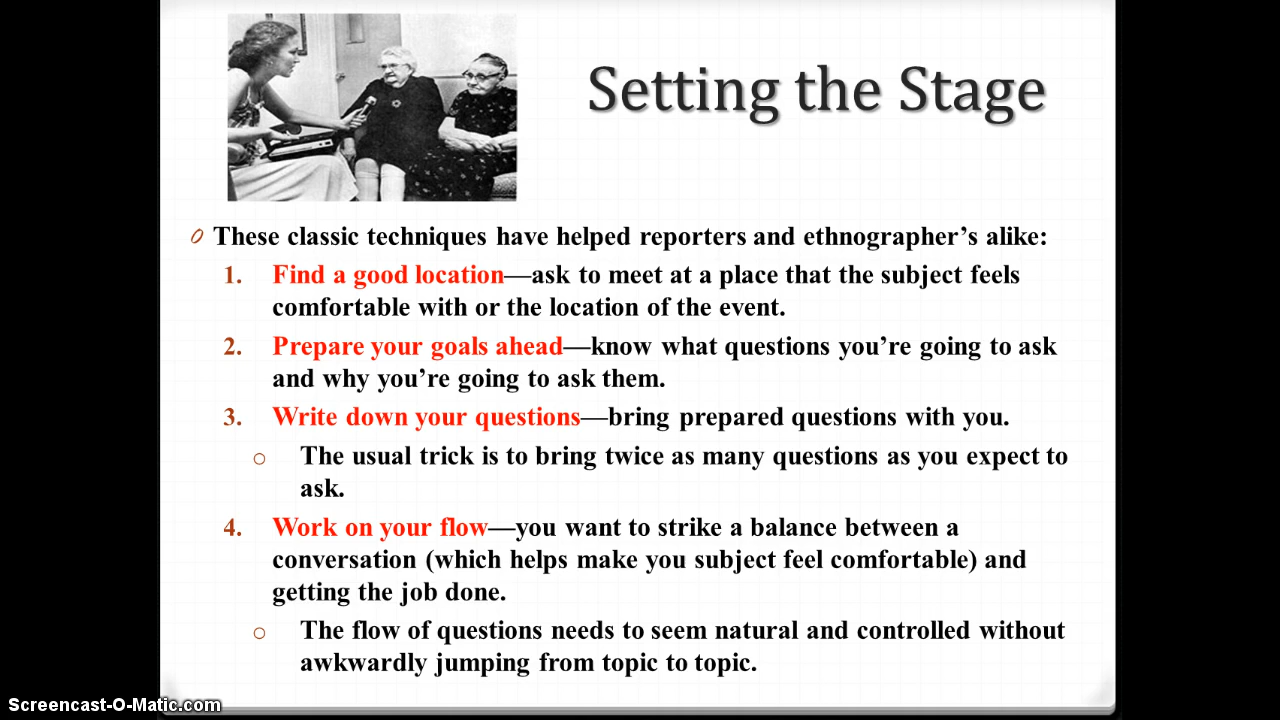 Setting the Stage
These classic techniques have helped reporters and ethnographer's alike:
1. Find a good location—ask to meet at a place that the subject feels
comfortable with or the location of the event.
2. Prepare your goals ahead—know what questions you're going to ask
and why you're going to ask them.
3. Write down your questions—bring prepared questions with you.
The usual trick is to bring twice as many questions as you expect to
ask.
4. Work on your flow—you want to strike a balance between a
conversation (which helps make you subject feel comfortable) and
getting the job done.
The flow of questions needs to seem natural and controlled without
awkwardly jumping from topic to topic.
Screencast-O-Matic.com